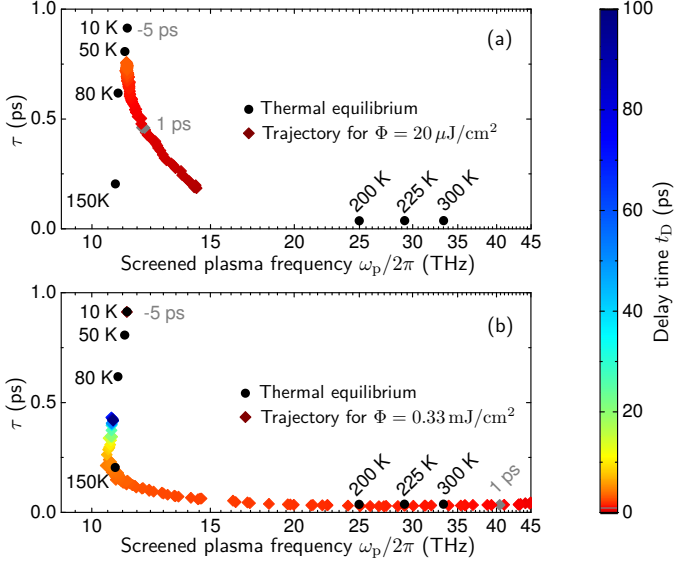 1.0
0.5
0.0
τ (ps)
10 K
-5 ps
50 K
80 K
150K
1 ps
(a)
Thermal equilibrium
Trajectory for Φ = 20 μJ/cm²
200 K
225 K
300 K
10 15 20 25 30 35 40 45
Screened plasma frequency ωp/2π (THz)
1.0
0.5
0.0
τ (ps)
10 K
-5 ps
50 K
80 K
150K
(b)
Thermal equilibrium
Trajectory for Φ = 0.33 mJ/cm²
200 K
225 K
300 K
1 ps
10 15 20 25 30 35 40 45
Screened plasma frequency ωp/2π (THz)
100
80
60
40
20
0
Delay time tD (ps)